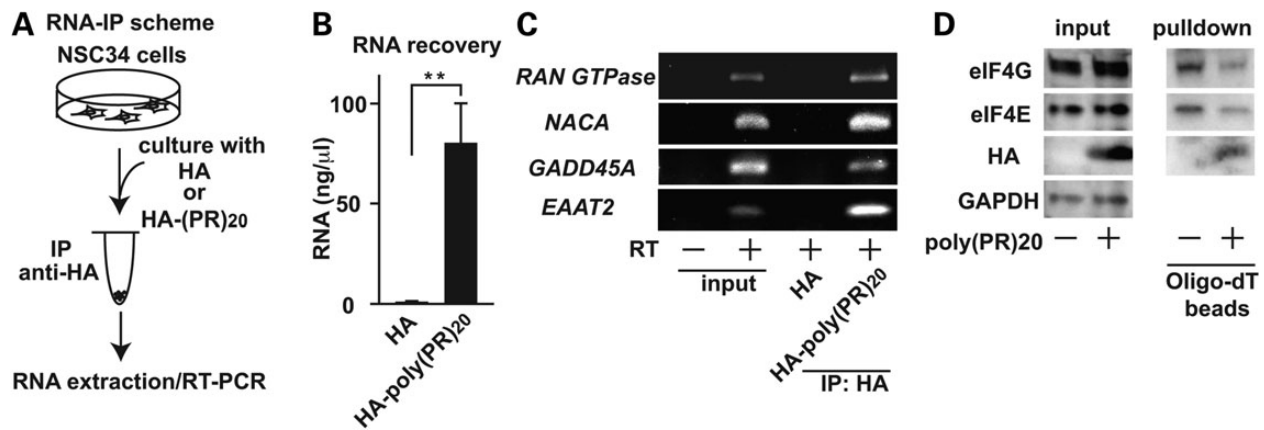 A
RNA-IP scheme
NSC34 cells
culture with
HA
or
HA-(PR)20
IP
anti-HA
RNA extraction/RT-PCR
B
RNA recovery
**
RNA (ng/μl)
100
50
0
HA
HA-poly(PR)20
C
RAN GTPase
NACA
GADD45A
EAAT2
RT − + + +
input
HA
HA-poly(PR)20
IP: HA
D
input pulldown
eIF4G
eIF4E
HA
GAPDH
poly(PR)20 − + − +
Oligo-dT
beads